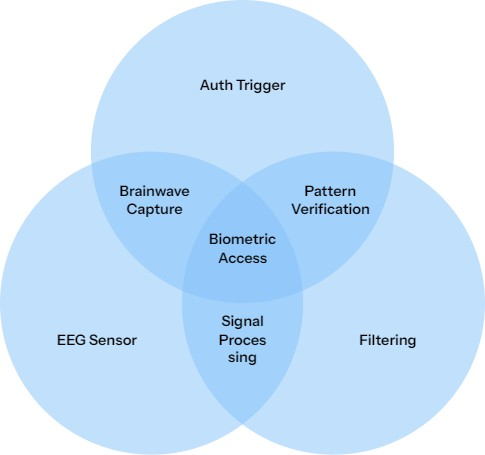 Auth Trigger
Brainwave
Capture
Pattern
Verification
Biometric
Access
Signal
Proces
sing
EEG Sensor
Filtering